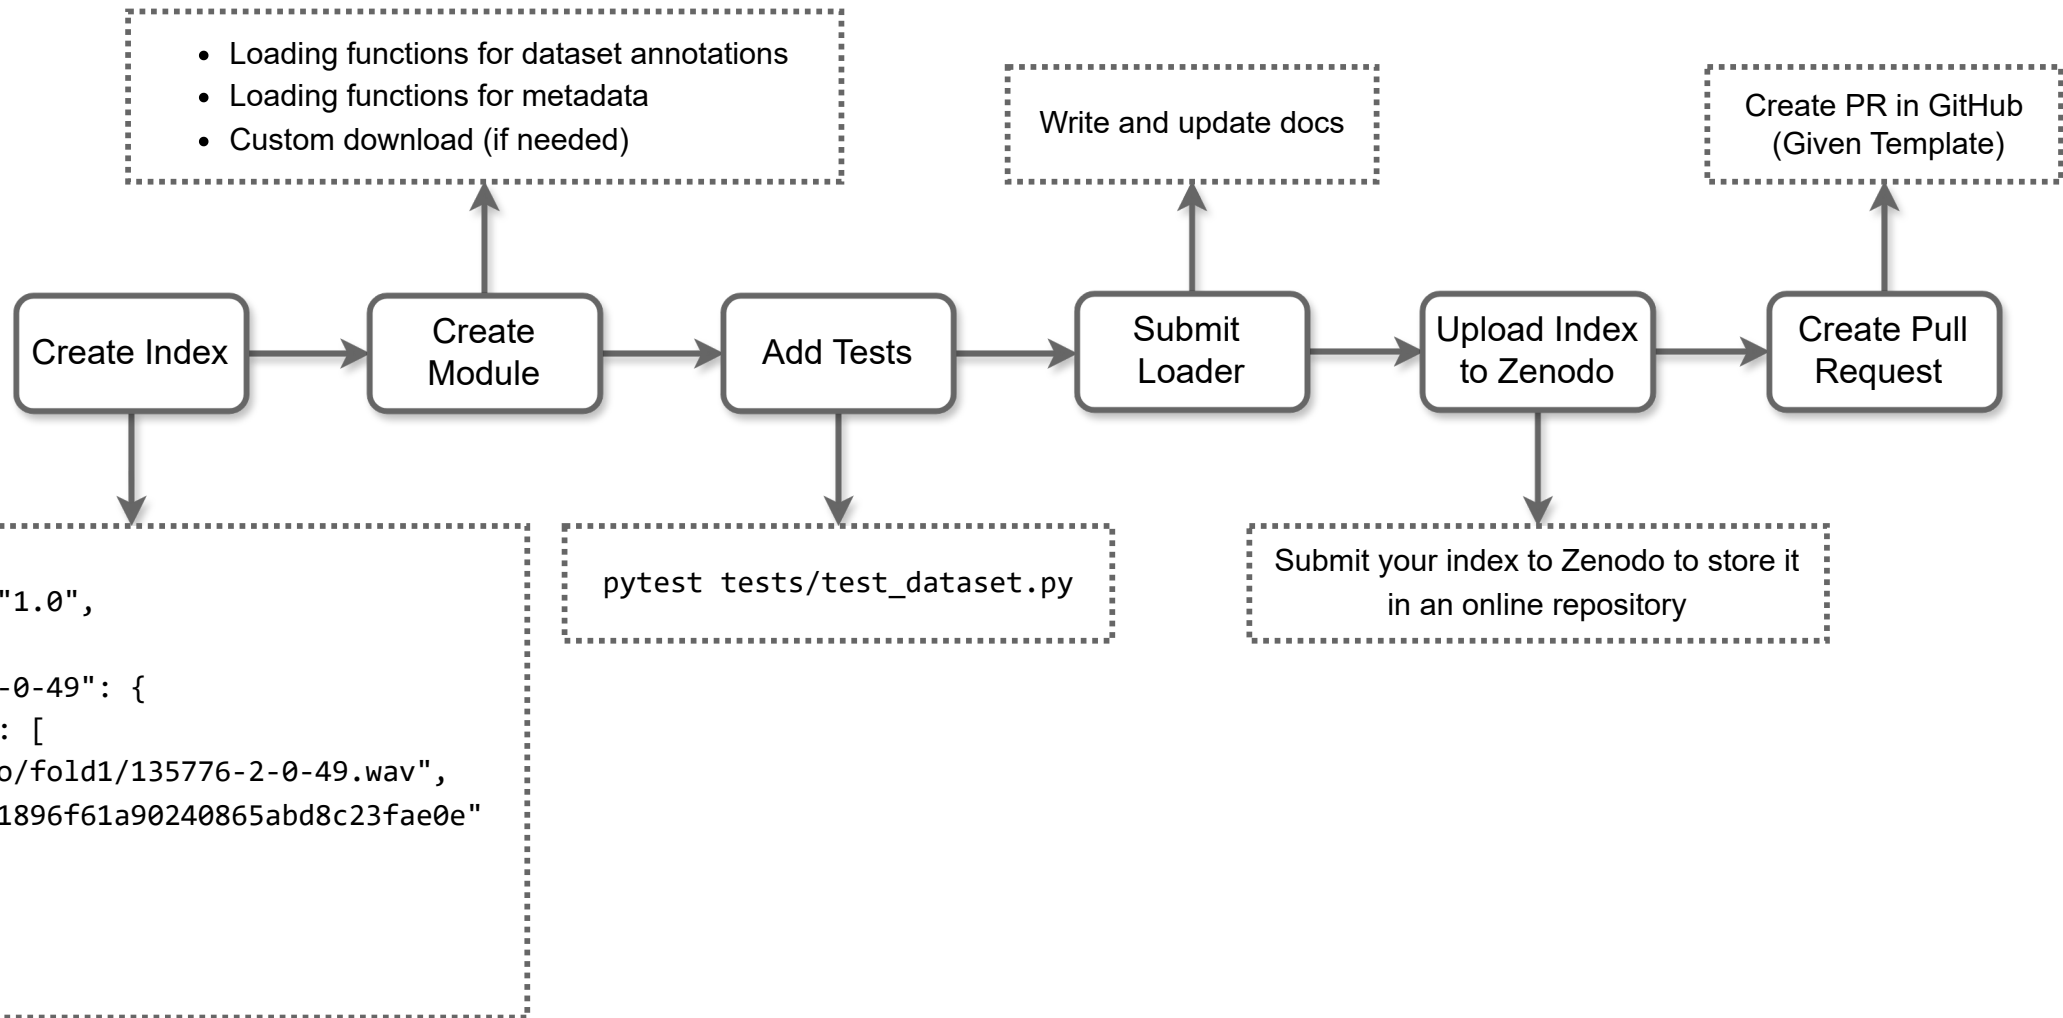 • Loading functions for dataset annotations
• Loading functions for metadata
• Custom download (if needed)
Write and update docs
Create PR in GitHub
(Given Template)
Create Index
Create
Module
Add Tests
Submit
Loader
Upload Index
to Zenodo
Create Pull
Request
"1.0",
-0-49": {
: [
o/fold1/135776-2-0-49.wav",
1896f61a90240865abd8c23fae0e"
pytest tests/test_dataset.py
Submit your index to Zenodo to store it
in an online repository